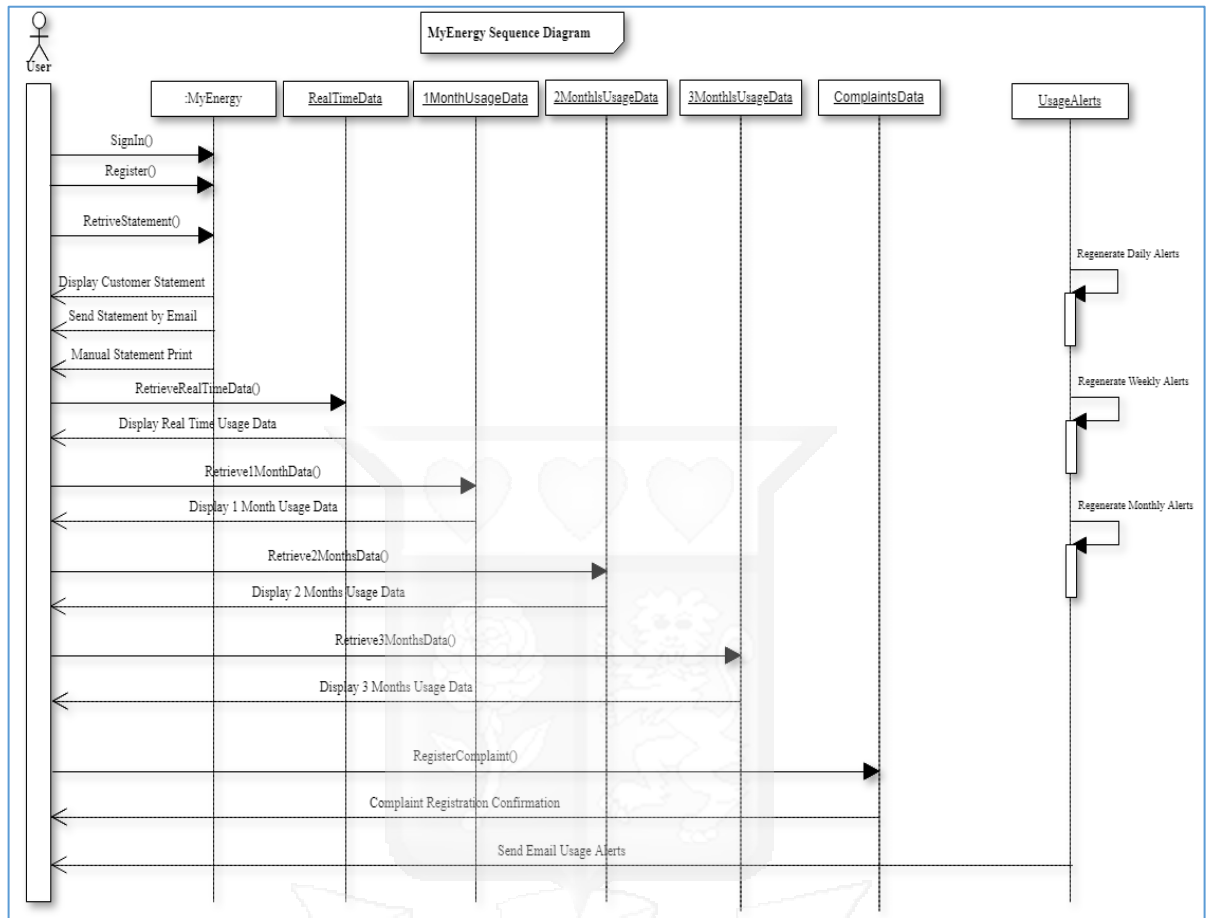 MyEnergy Sequence Diagram
User
:MyEnergy
RealTimeData
1MonthUsageData
2MonthlsUsageData
3MonthlsUsageData
ComplaintsData
UsageAlerts
SignIn()
Register()
RetriveStatement()
Regenerate Daily Alerts
Display Customer Statement
Send Statement by Email
Manual Statement Print
Regenerate Weekly Alerts
RetrieveRealTimeData()
Display Real Time Usage Data
Retrieve1MonthData()
Display 1 Month Usage Data
Regenerate Monthly Alerts
Retrieve2MonthsData()
Display 2 Months Usage Data
Retrieve3MonthsData()
Display 3 Months Usage Data
RegisterComplaint()
Complaint Registration Confirmation
Send Email Usage Alerts